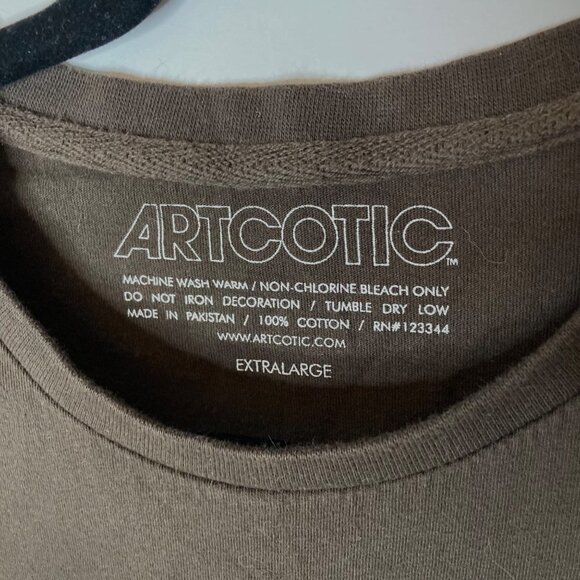 ARTCOTIC™
MACHINE WASH WARM / NON-CHLORINE BLEACH ONLY
DO NOT IRON DECORATION / TUMBLE DRY LOW
MADE IN PAKISTAN / 100% COTTON / RN#123344
WWW.ARTCOTIC.COM
EXTRALARGE